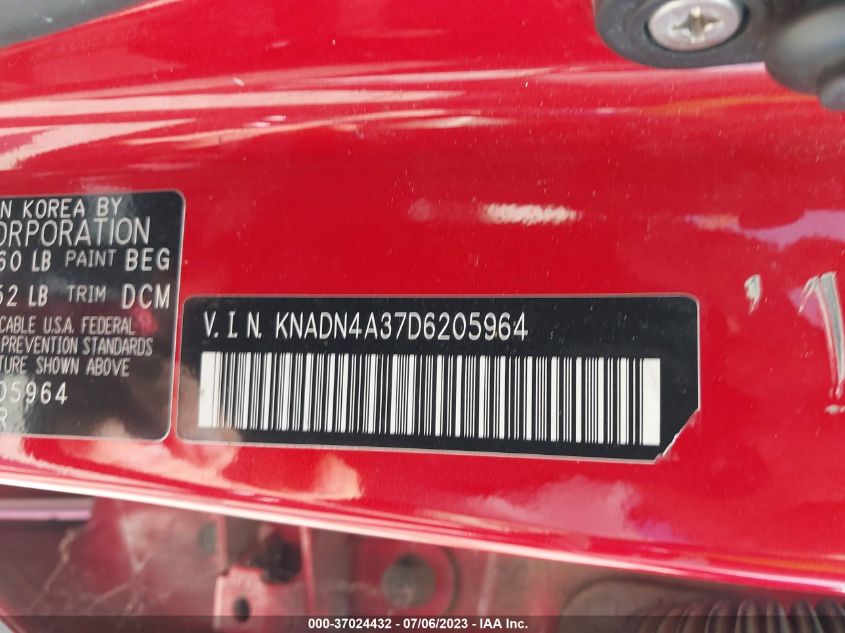 N KOREA BY
ORPORATION
60 LB PAINT BEG
52 LB TRIM DCM
CABLE U.S.A. FEDERAL
PREVENTION STANDARDS
TURE SHOWN ABOVE
05964
R
V.I.N. KNADN4A37D6205964
000-37024432 - 07/06/2023 - IAA Inc.